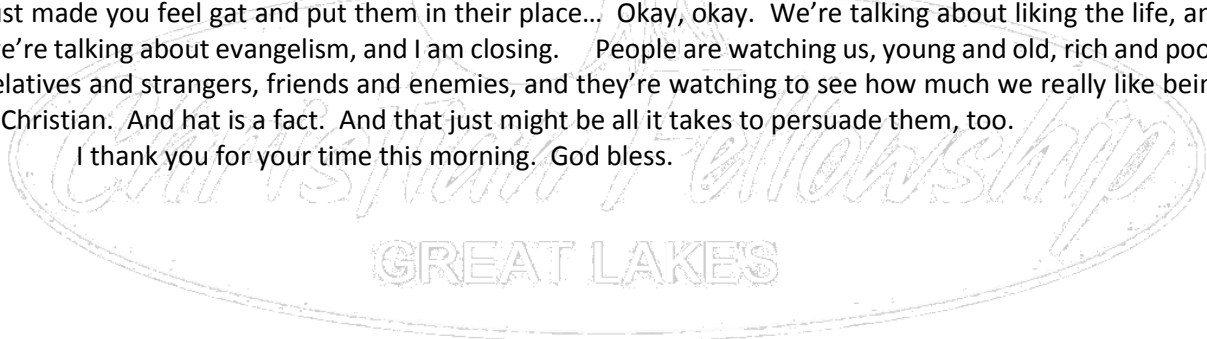 ust made you feel gat and put them in their place… Okay, okay.  We’re talking about liking the life, an
e’re talking about evangelism, and I am closing.    People are watching us, young and old, rich and poo
elatives and strangers, friends and enemies, and they’re watching to see how much we really like bein
Christian.  And hat is a fact.  And that just might be all it takes to persuade them, too.
I thank you for your time this morning.  God bless.
Christian Fellowship
GREAT LAKES